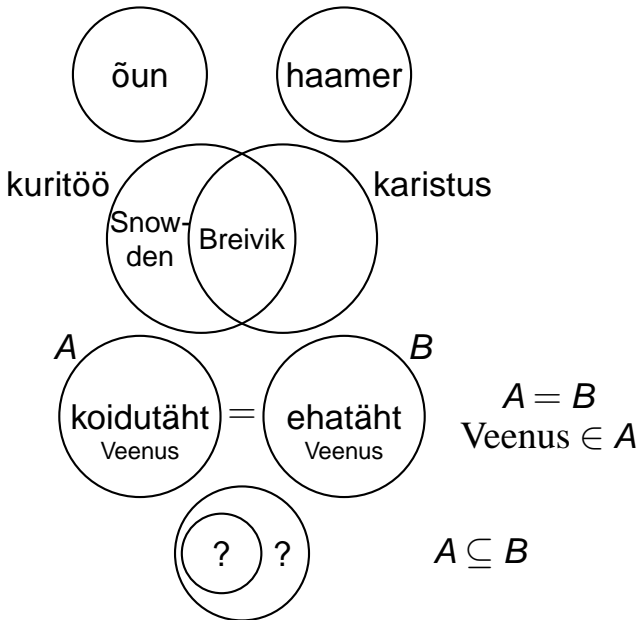 õun haamer
kuritöö karistus
Snow-
den
Breivik
A B
koidutäht = ehatäht
Veenus Veenus
A = B
Veenus ∈ A
? ?
A ⊆ B